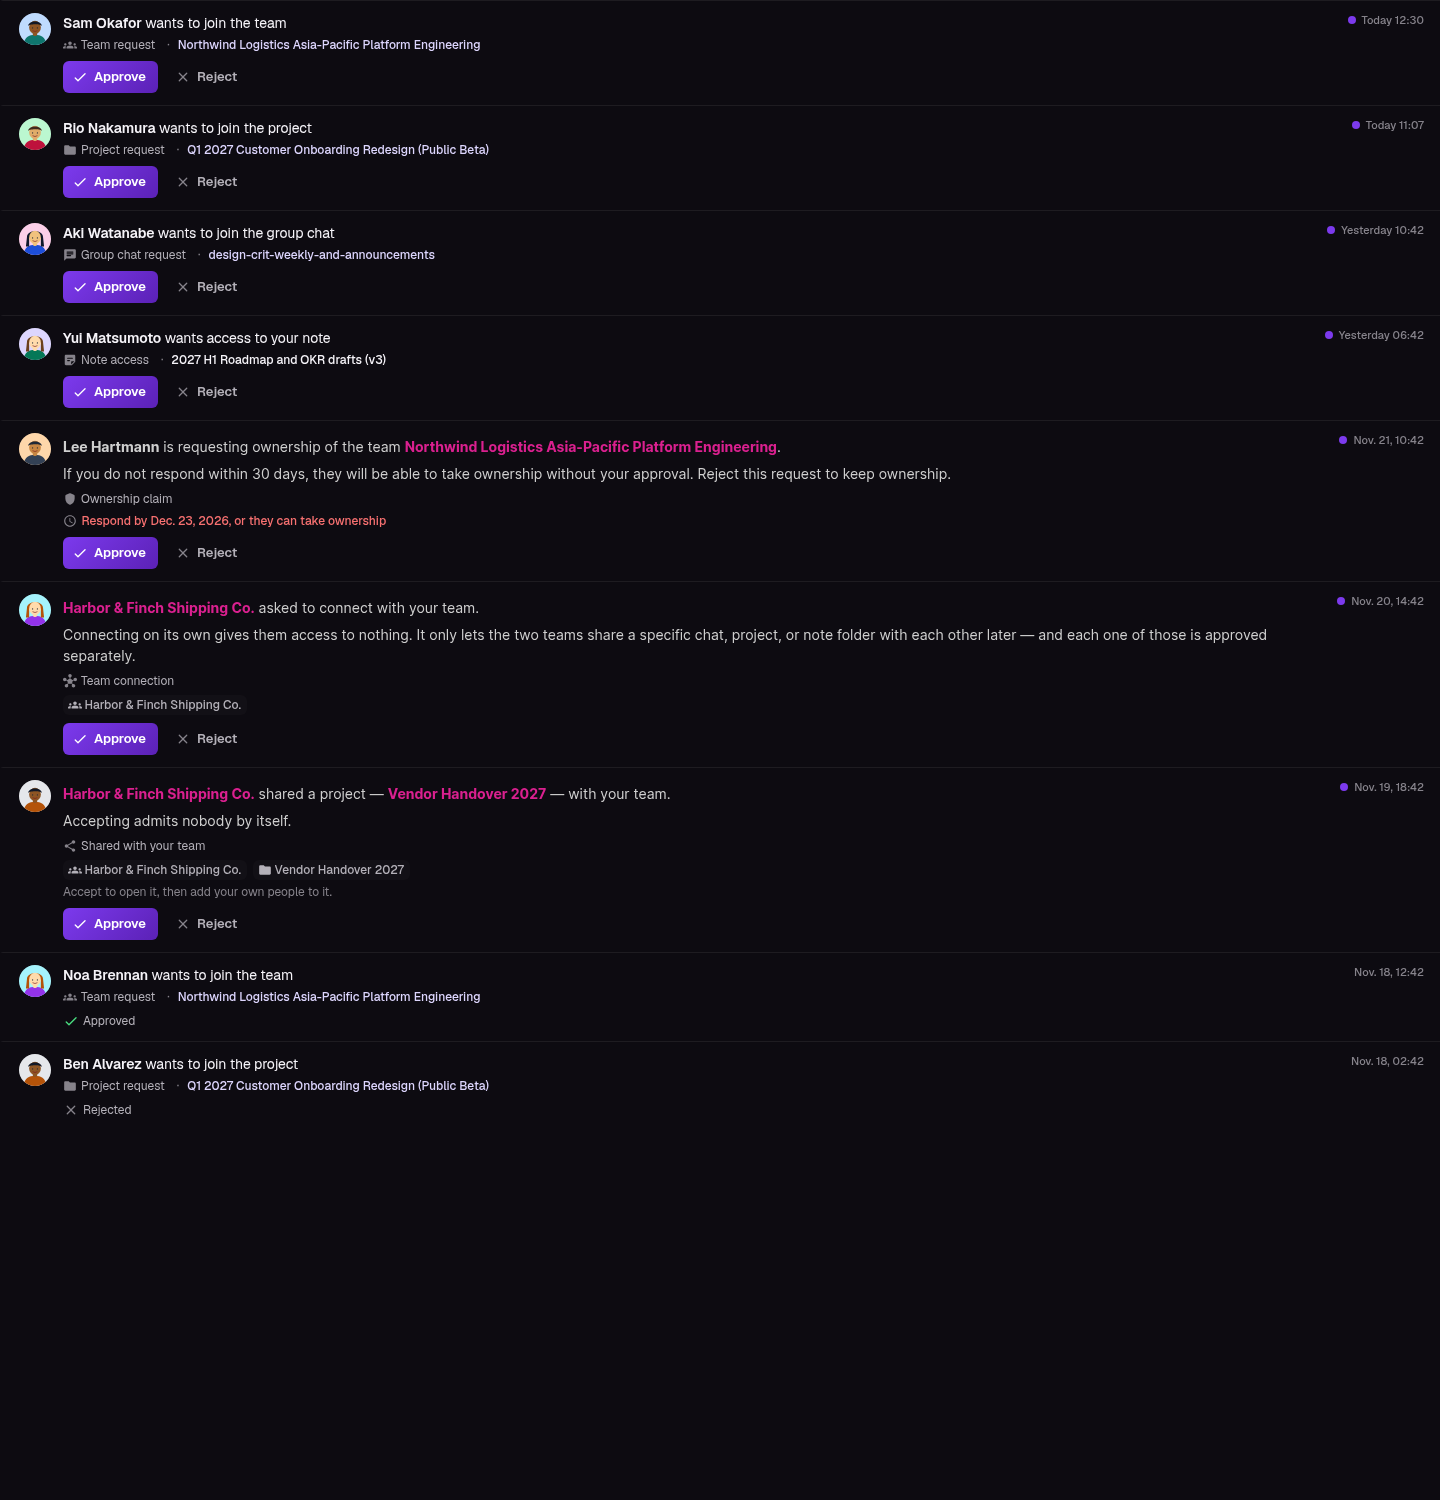 Sam Okafor wants to join the team
Today 12:30
Team request · Northwind Logistics Asia-Pacific Platform Engineering
Approve Reject
Rio Nakamura wants to join the project
Today 11:07
Project request · Q1 2027 Customer Onboarding Redesign (Public Beta)
Approve Reject
Aki Watanabe wants to join the group chat
Yesterday 10:42
Group chat request · design-crit-weekly-and-announcements
Approve Reject
Yui Matsumoto wants access to your note
Yesterday 06:42
Note access · 2027 H1 Roadmap and OKR drafts (v3)
Approve Reject
Lee Hartmann is requesting ownership of the team Northwind Logistics Asia-Pacific Platform Engineering.
Nov. 21, 10:42
If you do not respond within 30 days, they will be able to take ownership without your approval. Reject this request to keep ownership.
Ownership claim
Respond by Dec. 23, 2026, or they can take ownership
Approve Reject
Harbor & Finch Shipping Co. asked to connect with your team.
Nov. 20, 14:42
Connecting on its own gives them access to nothing. It only lets the two teams share a specific chat, project, or note folder with each other later — and each one of those is approved
separately.
Team connection
Harbor & Finch Shipping Co.
Approve Reject
Harbor & Finch Shipping Co. shared a project — Vendor Handover 2027 — with your team.
Nov. 19, 18:42
Accepting admits nobody by itself.
Shared with your team
Harbor & Finch Shipping Co. Vendor Handover 2027
Accept to open it, then add your own people to it.
Approve Reject
Noa Brennan wants to join the team
Nov. 18, 12:42
Team request · Northwind Logistics Asia-Pacific Platform Engineering
Approved
Ben Alvarez wants to join the project
Nov. 18, 02:42
Project request · Q1 2027 Customer Onboarding Redesign (Public Beta)
Rejected